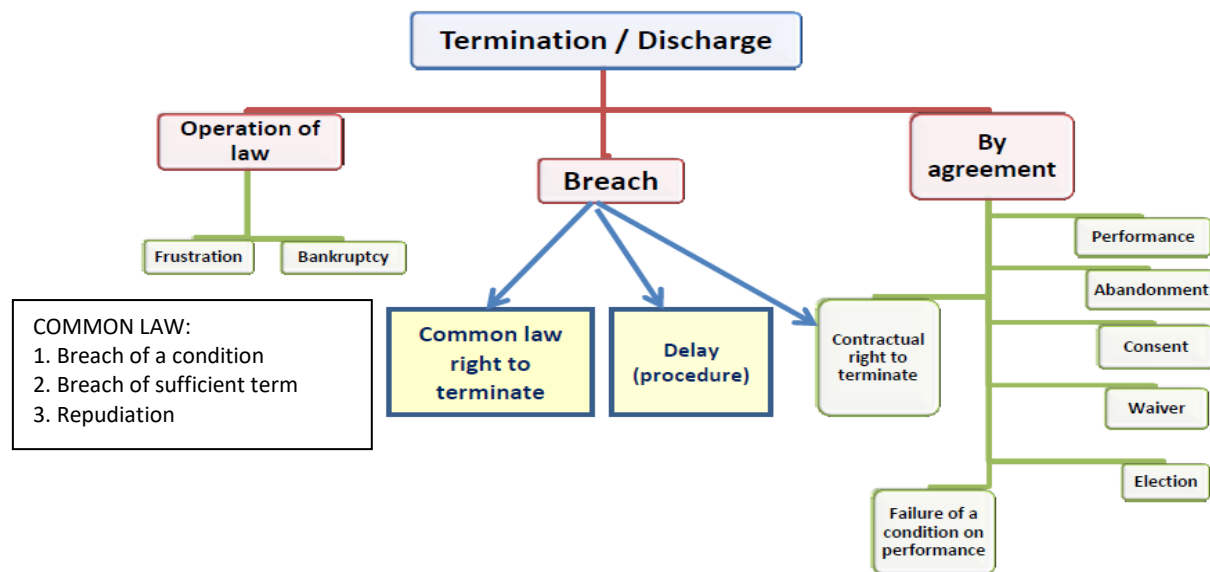 Termination / Discharge
Operation of
law
Breach
By
agreement
Frustration
Bankruptcy
Performance
Abandonment
Consent
Waiver
Election
COMMON LAW:
1. Breach of a condition
2. Breach of sufficient term
3. Repudiation
Common law
right to
terminate
Delay
(procedure)
Contractual
right to
terminate
Failure of a
condition on
performance